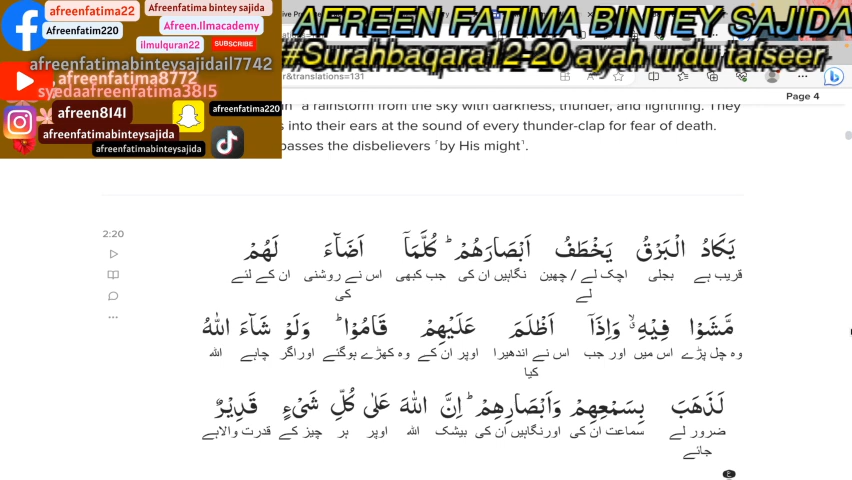 afreenfatima22
Afreenfatim220
Afreenfatima bintey sajida
Afreen.Ilmacademy
ilmulquran22
SUBSCRIBE
afreenfatimabinteysajidail7742
afreenfatima8772
syedaafreenfatima3815
afreen8141
afreenfatimabinteysajida
afreenfatimabinteysajida
afreenfatima220
AFREEN FATIMA BINTEY SAJIDA
#Surahbaqara12-20 ayah urdu tafseer
r&translations=131
Page 4
a rainstorm from the sky with darkness, thunder, and lightning. They
into their ears at the sound of every thunder-clap for fear of death.
passes the disbelievers ˹by His might˺.
2:20
يَكَادُ الْبَرْقُ يَخْطَفُ اَبْصَارَهُمْ ؕ كُلَّمَاۤ اَضَآءَ لَهُمْ
قریب ہے بجلی اچک لے / چھین لے نگاہیں ان کی جب کبھی اس نے روشنی کی ان کے لئے
مَّشَوْا فِيْهِ ۙۗ وَاِذَاۤ اَظْلَمَ عَلَيْهِمْ قَامُوْا ؕ وَلَوْ شَآءَ اللّٰهُ
وہ چل پڑے اس میں اور جب اس نے اندھیرا کیا اوپر ان کے وہ کھڑے ہوگئے اوراگر چاہے اللہ
لَذَهَبَ بِسَمْعِهِمْ وَاَبْصَارِهِمْ ؕ اِنَّ اللّٰهَ عَلٰى كُلِّ شَىْءٍ قَدِيْرٌ
ضرور لے جائے سماعت ان کی اورنگاہیں ان کی بیشک اللہ اوپر ہر چیز کے قدرت والاہے